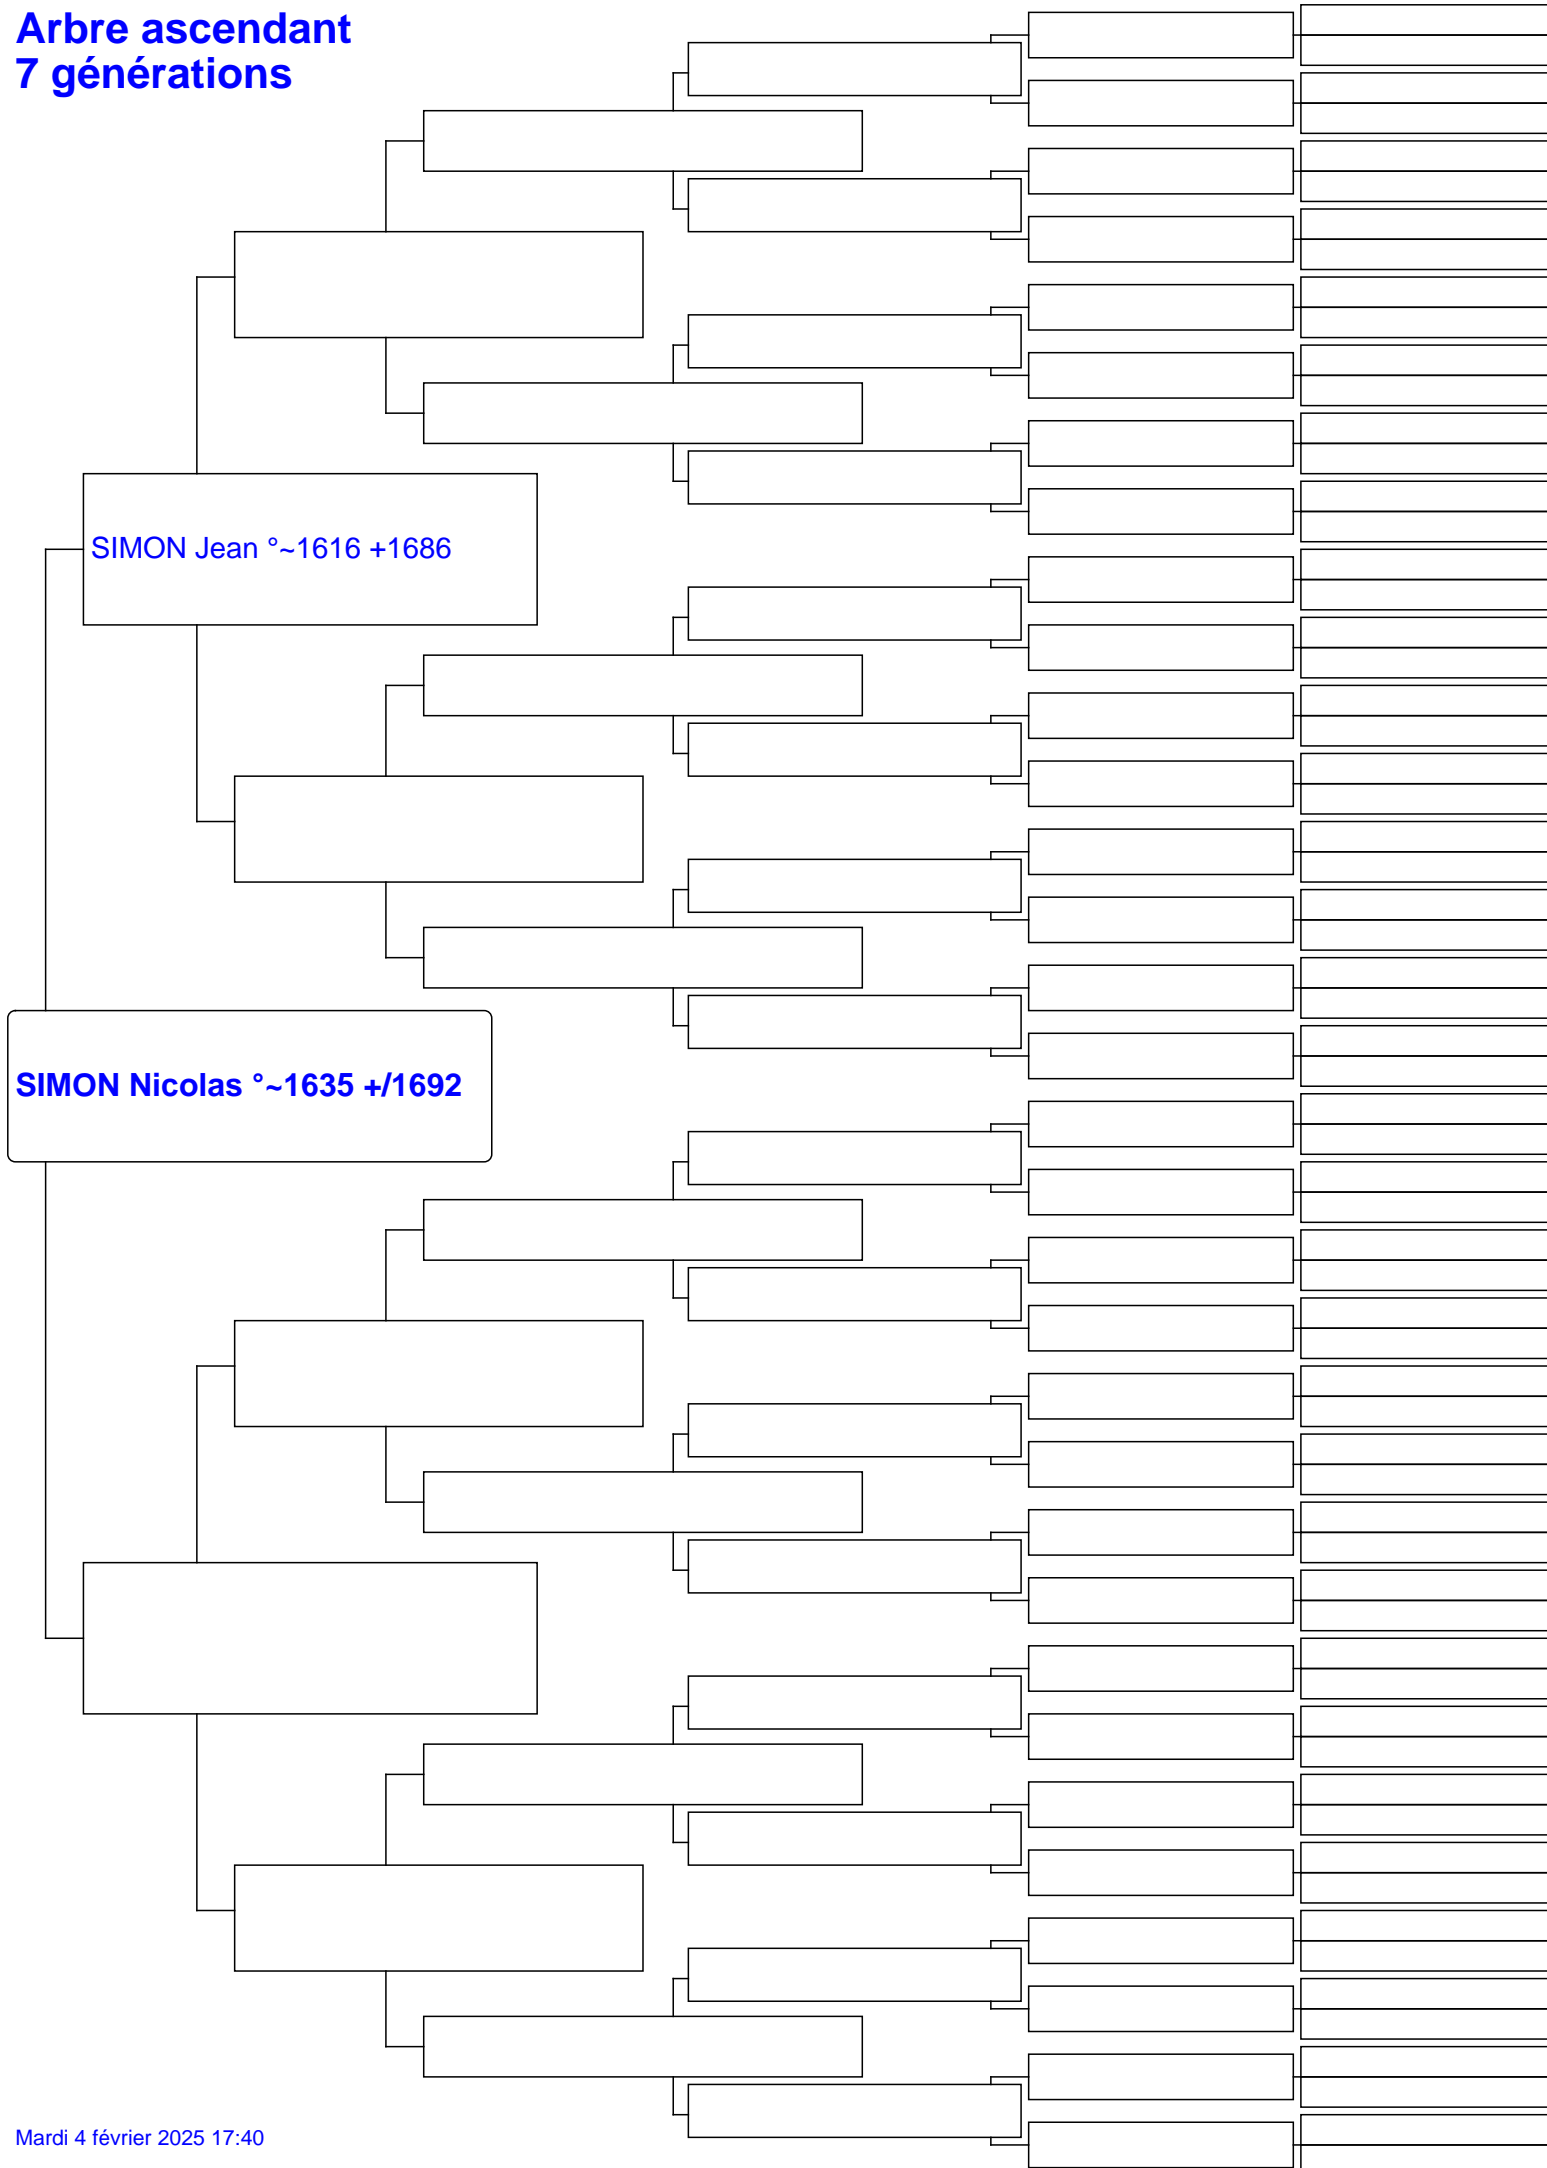 Arbre ascendant
7 générations
SIMON Jean °~1616 +1686
SIMON Nicolas °~1635 +/1692
Mardi 4 février 2025 17:40